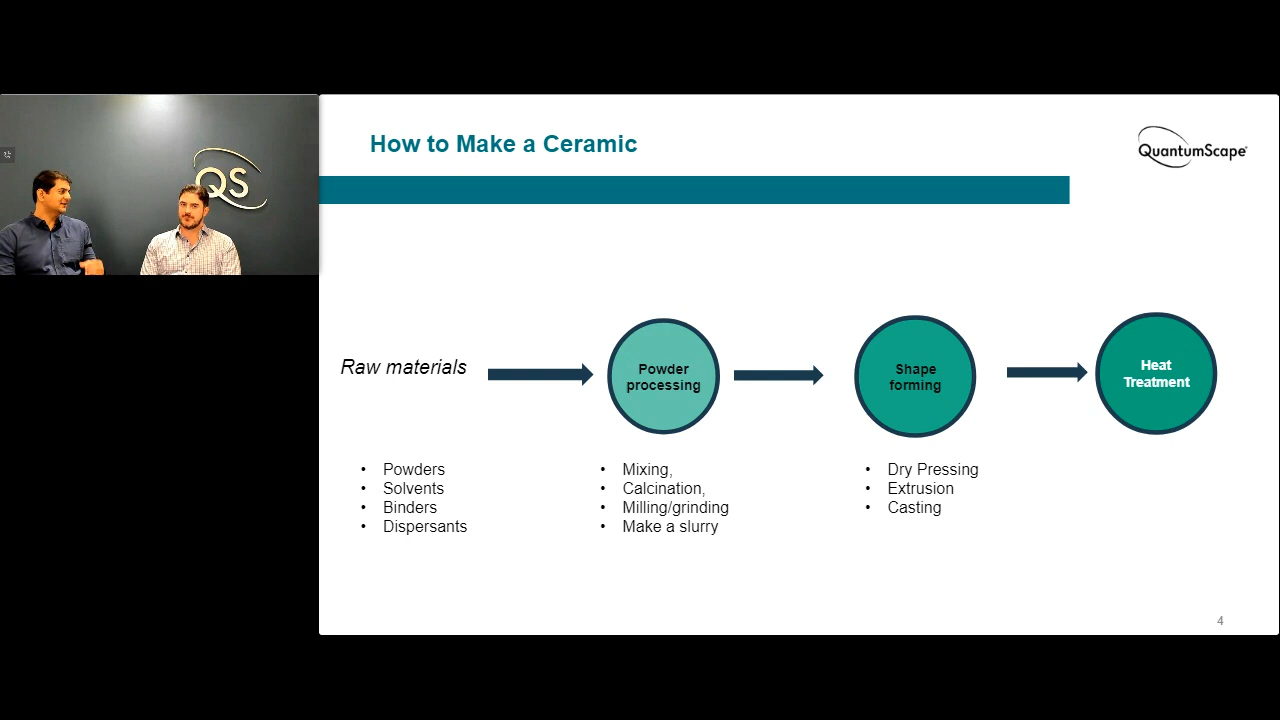 How to Make a Ceramic
QuantumScape
QS
Raw materials
Powder
processing
Shape
forming
Heat
Treatment
• Powders
• Solvents
• Binders
• Dispersants
• Mixing,
• Calcination,
• Milling/grinding
• Make a slurry
• Dry Pressing
• Extrusion
• Casting
4